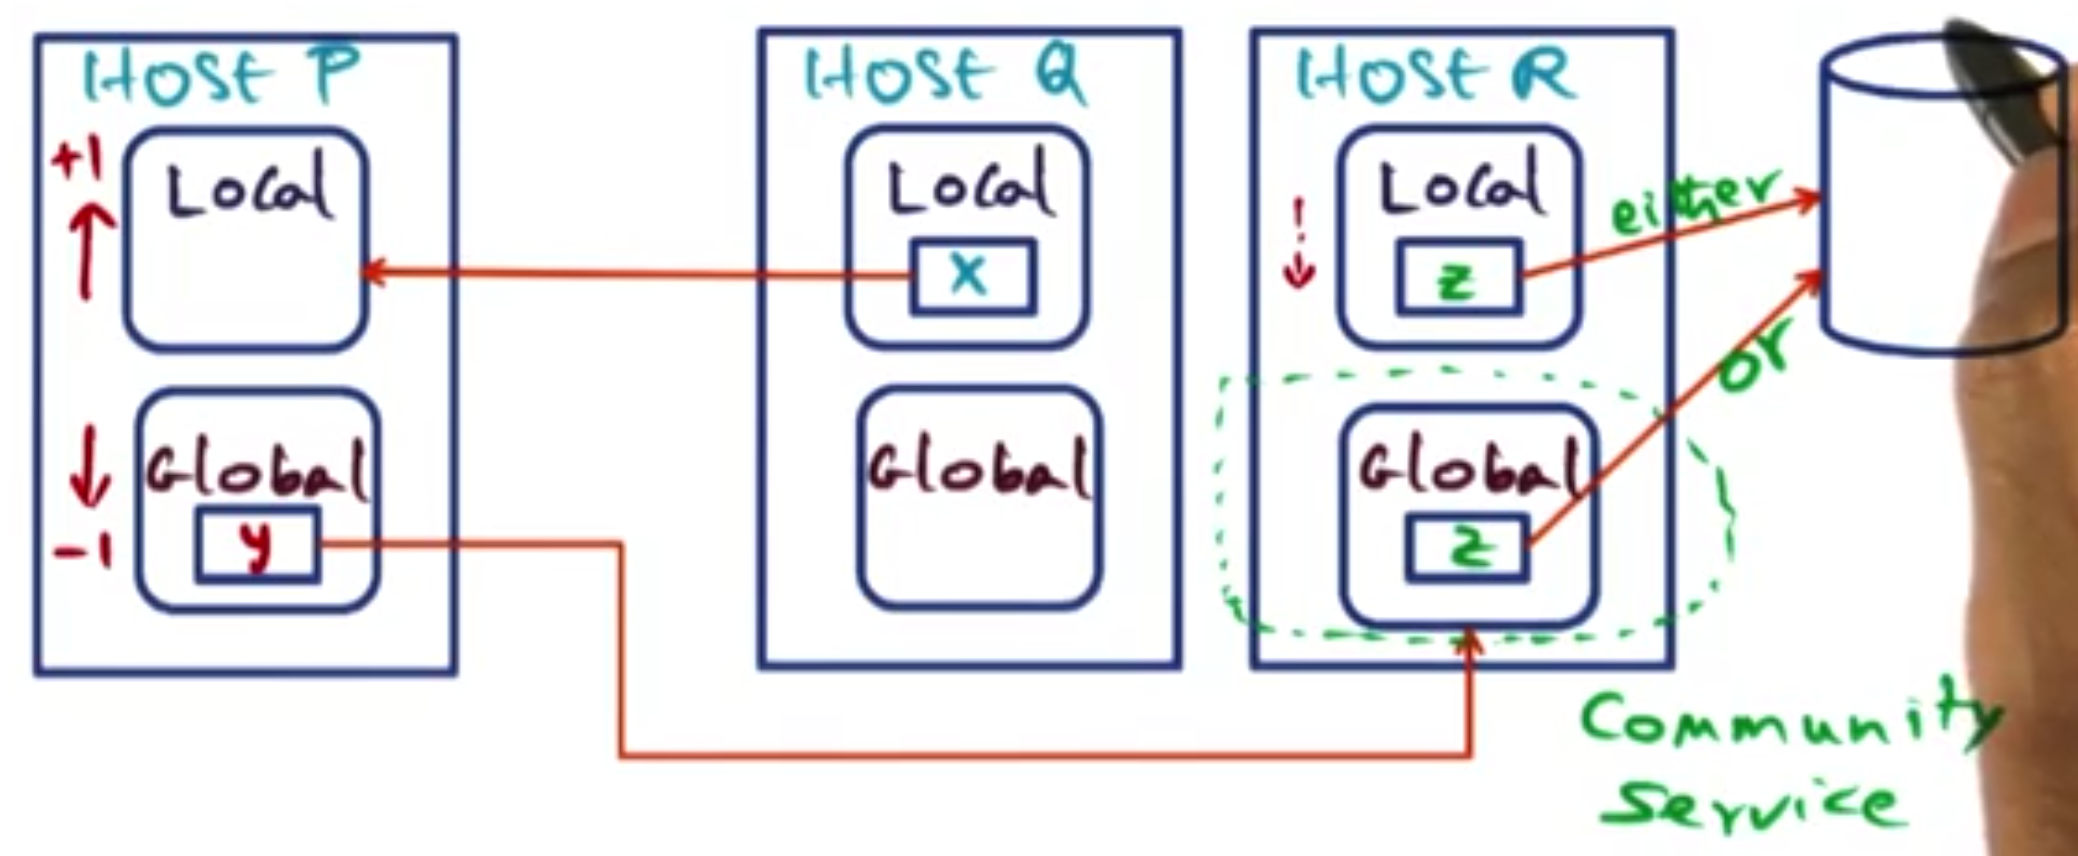 HOST P
+1
Local
Global
y
-1
HOST Q
Local
X
Global
HOST R
!
Local
z
either
or
Global
z
Community
Service